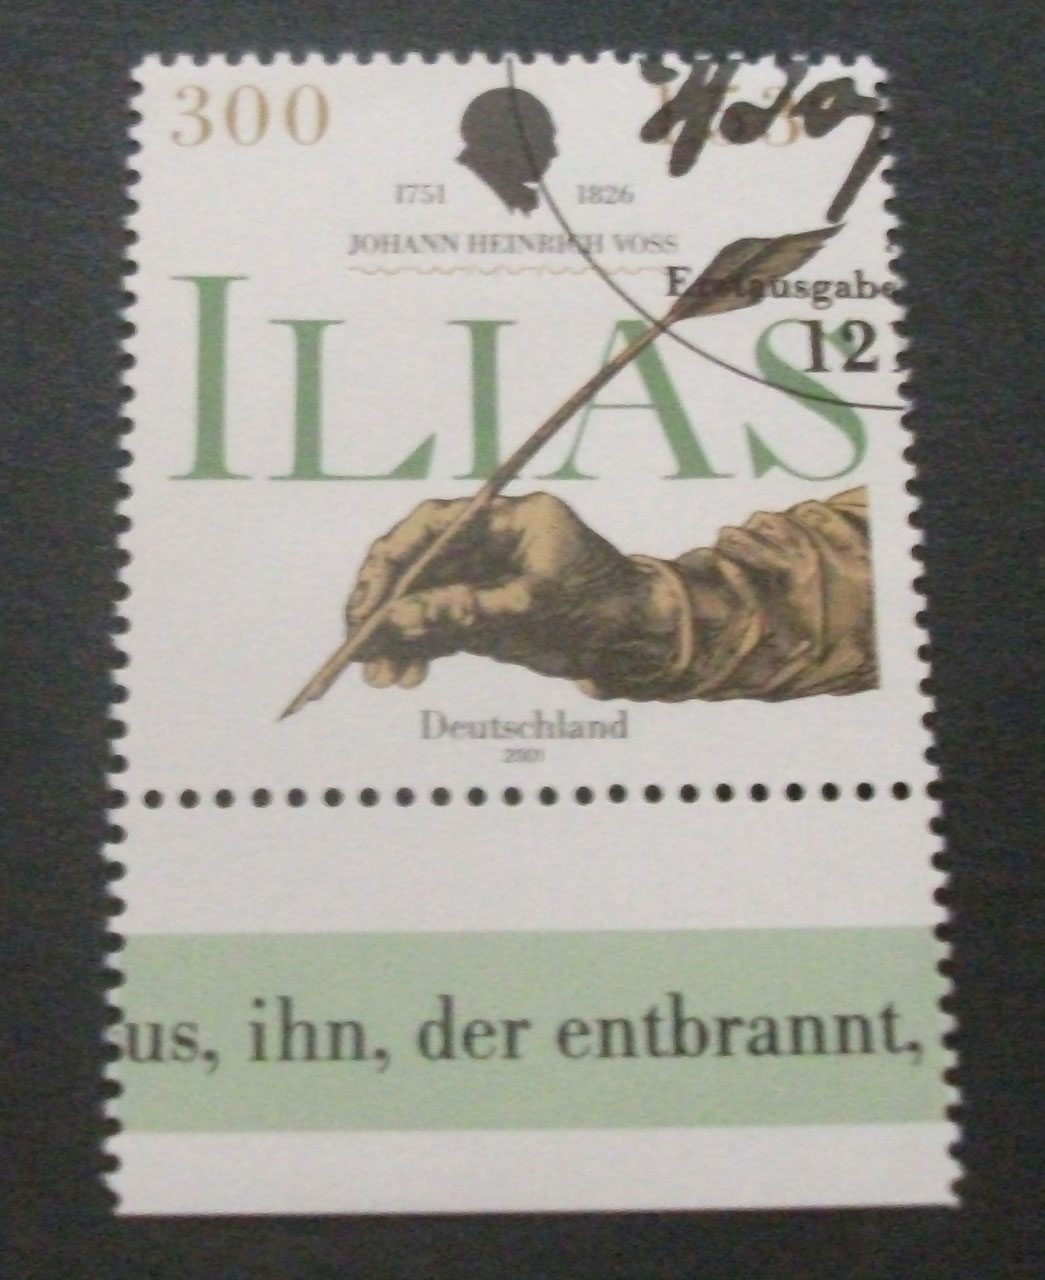 300
1751 1826
JOHANN HEINRICH VOSS
Erstausgabe
ILIAS
12
Deutschland
2001
us, ihn, der entbrannt,